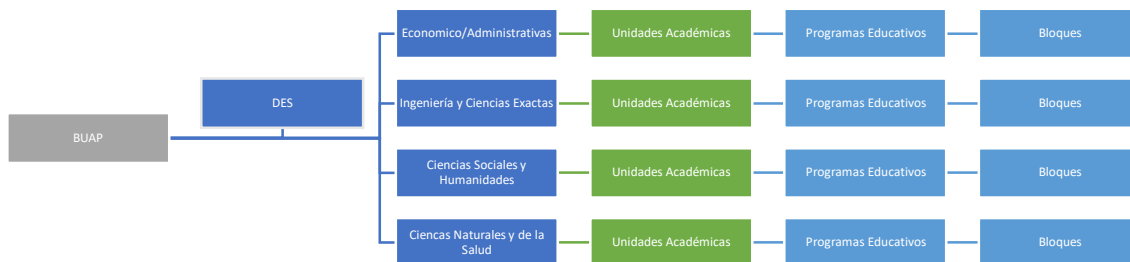 BUAP
DES
Economico/Administrativas
Unidades Académicas
Programas Educativos
Bloques
Ingeniería y Ciencias Exactas
Unidades Académicas
Programas Educativos
Bloques
Ciencias Sociales y
Humanidades
Unidades Académicas
Programas Educativos
Bloques
Ciencas Naturales y de la
Salud
Unidades Académicas
Programas Educativos
Bloques